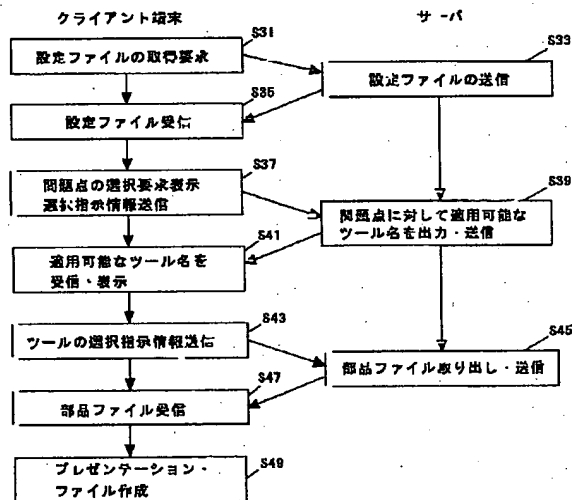 クライアント端末
サーバ
S31
設定ファイルの取得要求
S33
設定ファイルの送信
S35
設定ファイル受信
S37
問題点の選択要求表示
選択指示情報送信
S39
問題点に対して適用可能な
ツール名を出力・送信
S41
適用可能なツール名を
受信・表示
S43
ツールの選択指示情報送信
S45
部品ファイル取り出し・送信
S47
部品ファイル受信
S49
プレゼンテーション・
ファイル作成